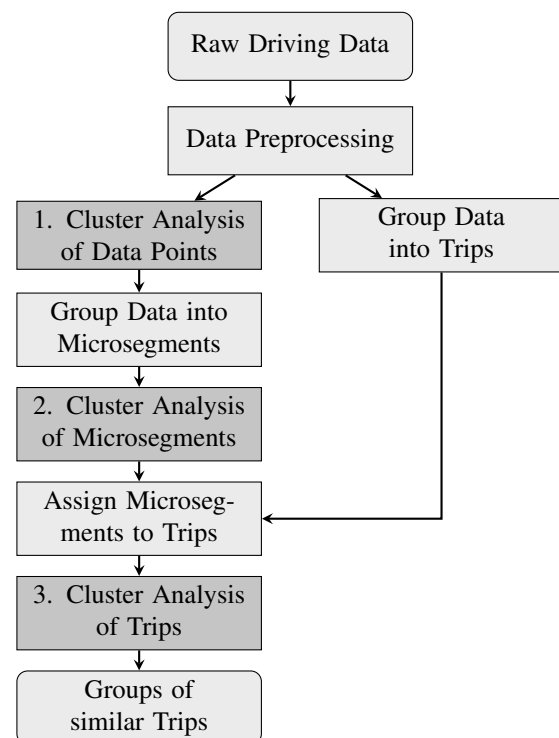 Raw Driving Data
Data Preprocessing
1. Cluster Analysis
of Data Points
Group Data
into Trips
Group Data into
Microsegments
2. Cluster Analysis
of Microsegments
Assign Microseg-
ments to Trips
3. Cluster Analysis
of Trips
Groups of
similar Trips